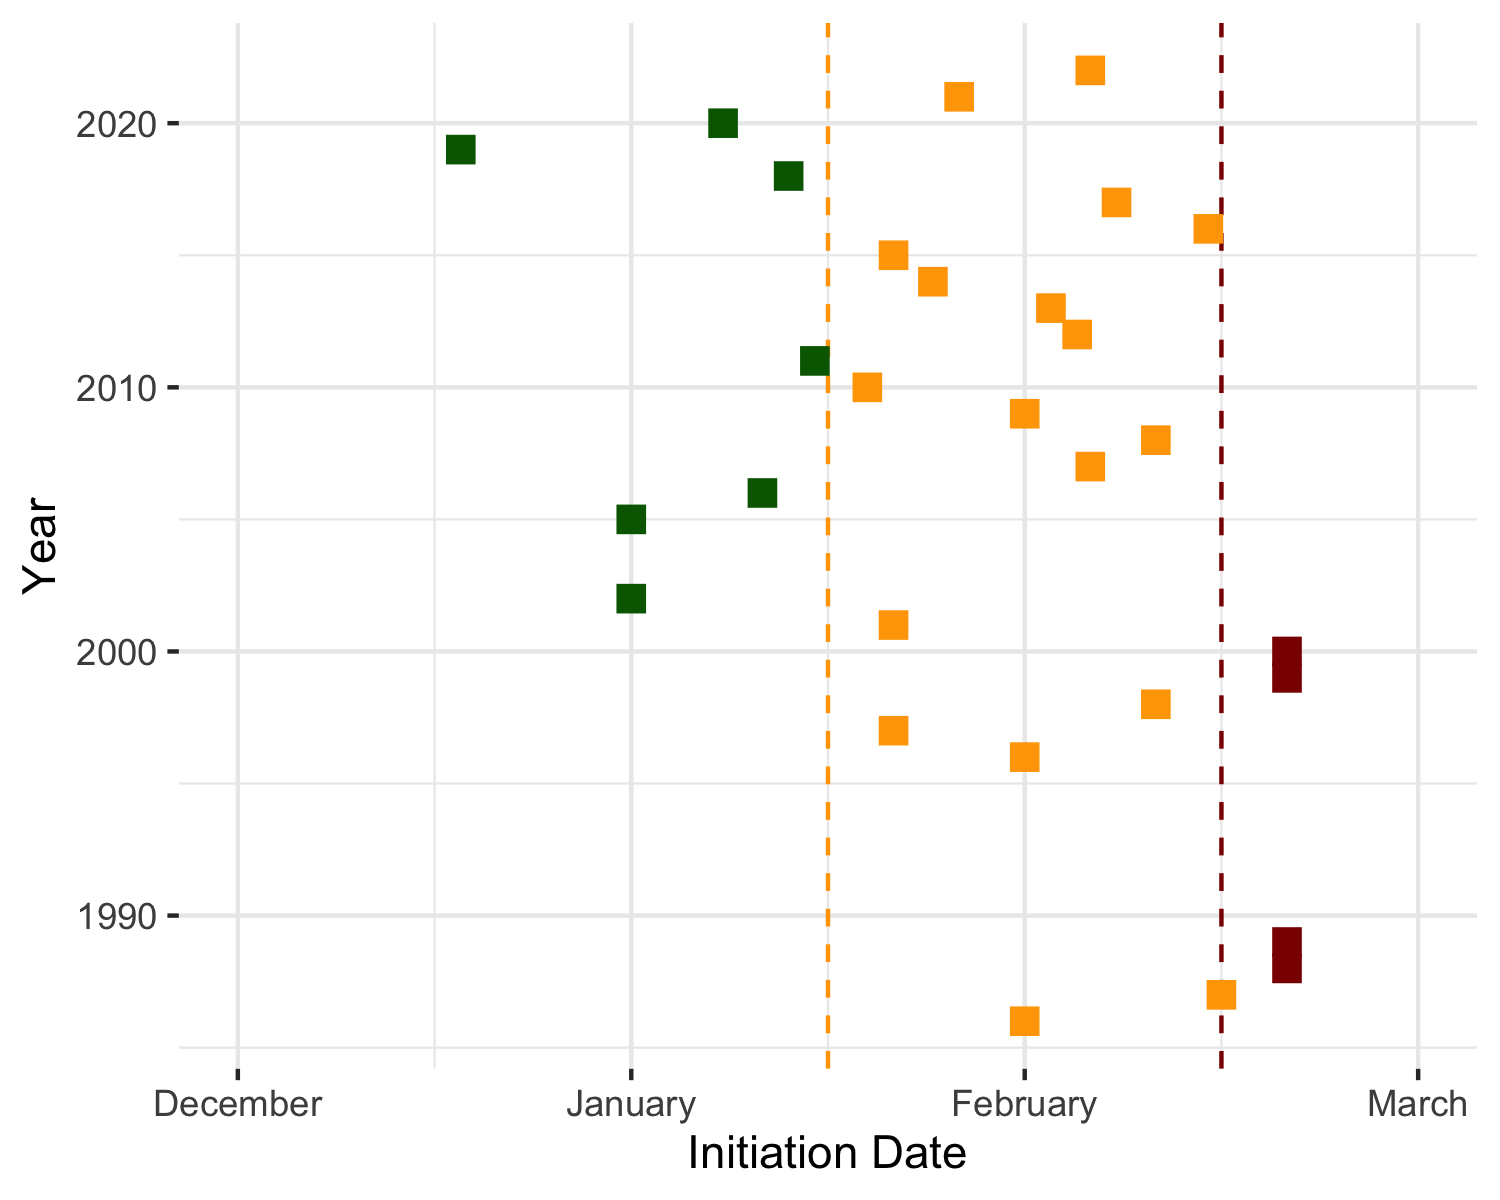 2020
2010
2000
1990
Year
December January February March
Initiation Date